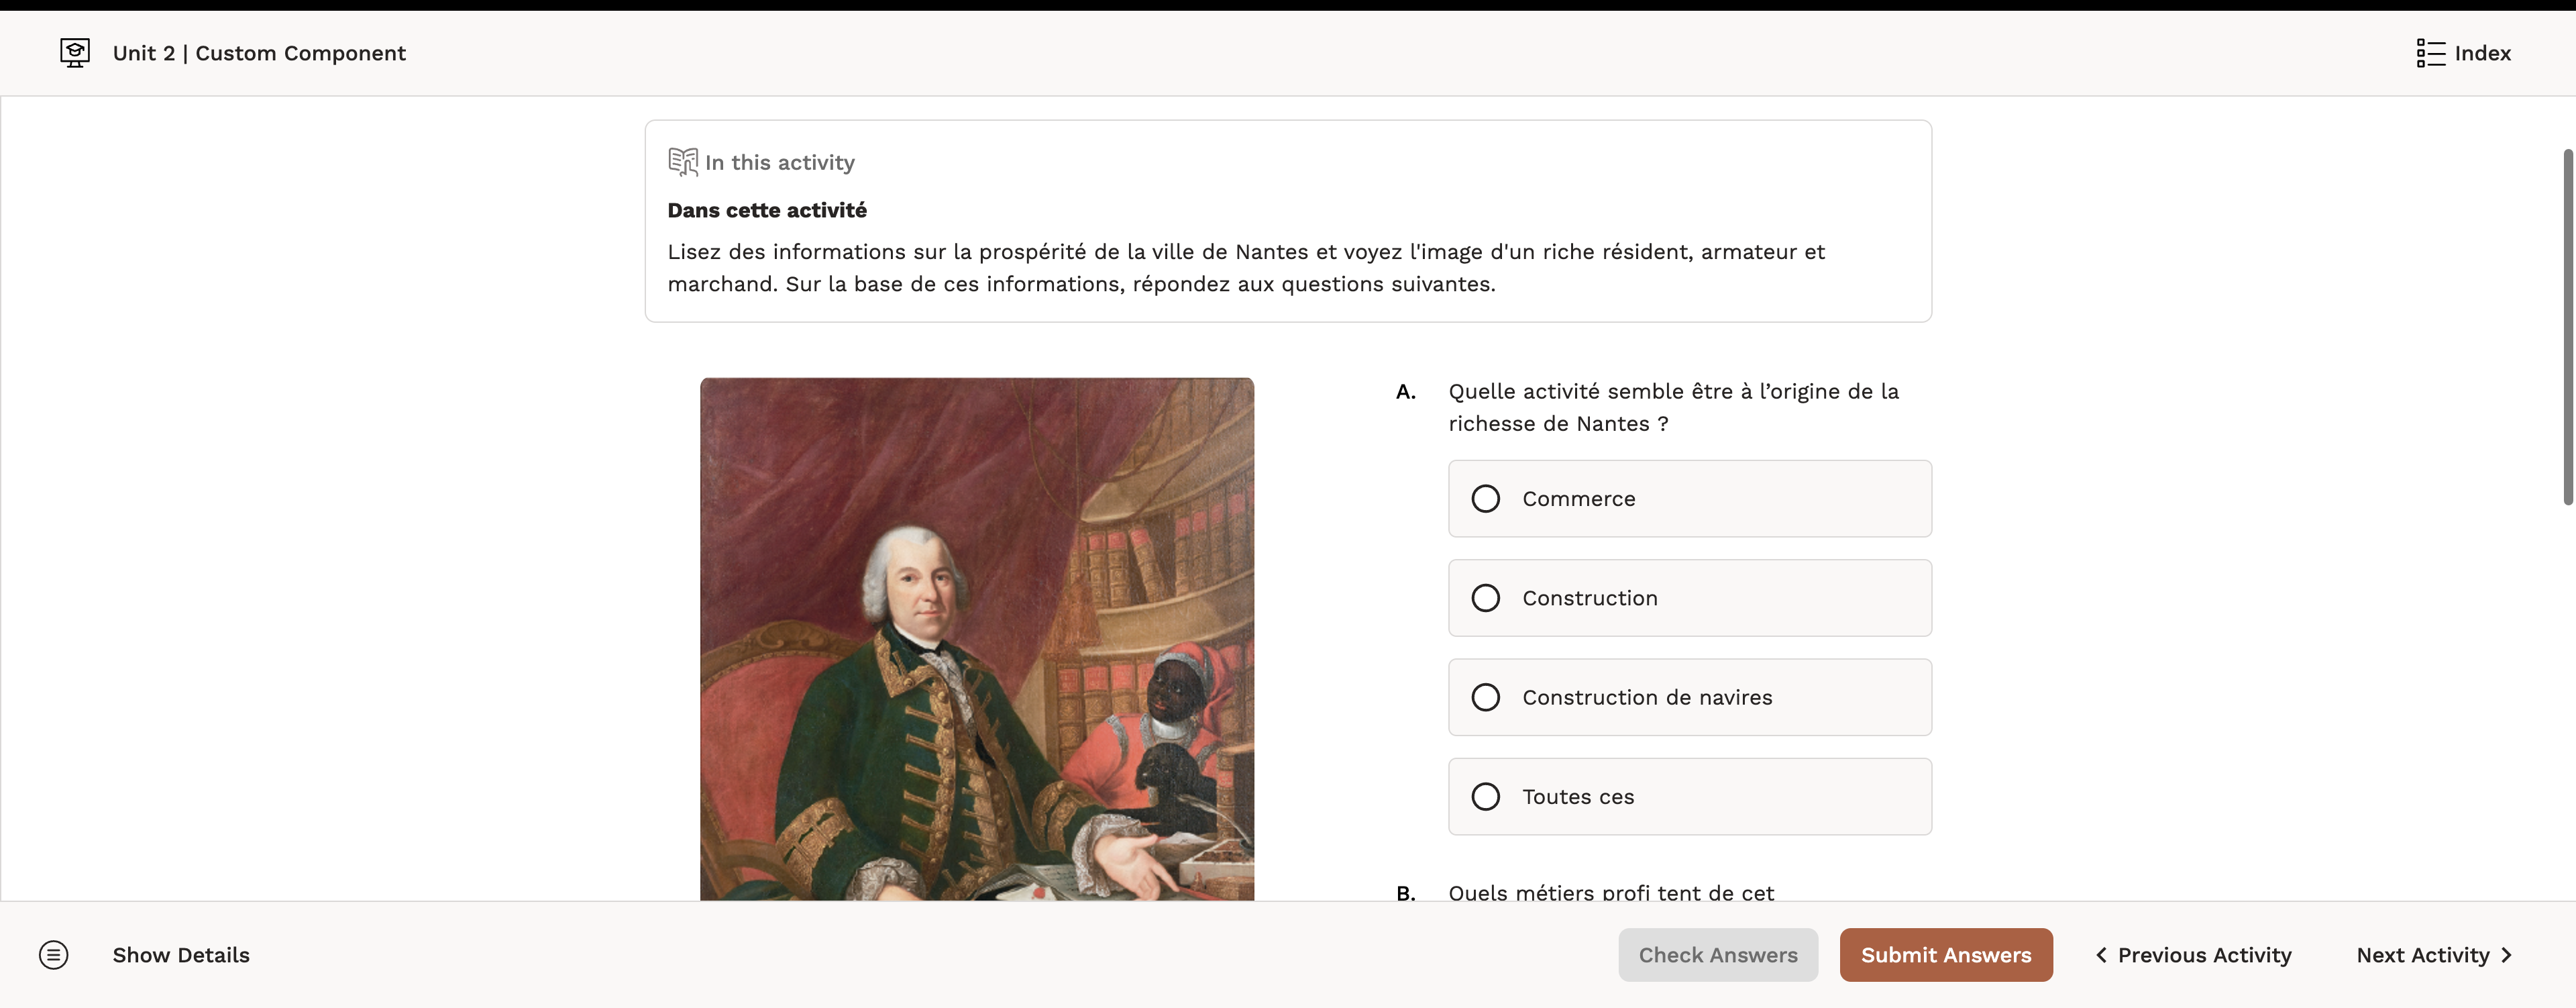 Unit 2 | Custom Component
Index
In this activity
Dans cette activité
Lisez des informations sur la prospérité de la ville de Nantes et voyez l'image d'un riche résident, armateur et
marchand. Sur la base de ces informations, répondez aux questions suivantes.
A. Quelle activité semble être à l’origine de la
richesse de Nantes ?
Commerce
Construction
Construction de navires
Toutes ces
B. Quels métiers profi tent de cet
Show Details
Check Answers
Submit Answers
Previous Activity
Next Activity